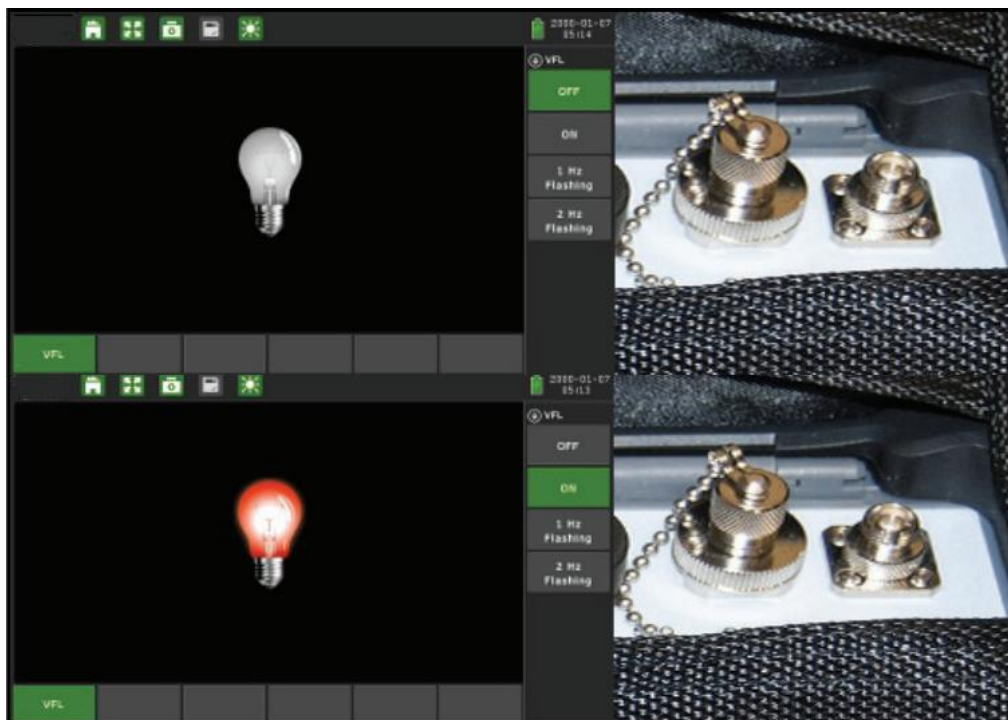 2000-01-07
05:14
VFL
OFF
ON
1 Hz
Flashing
2 Hz
Flashing
VFL
2000-01-07
05:13
VFL
OFF
ON
1 Hz
Flashing
2 Hz
Flashing
VFL